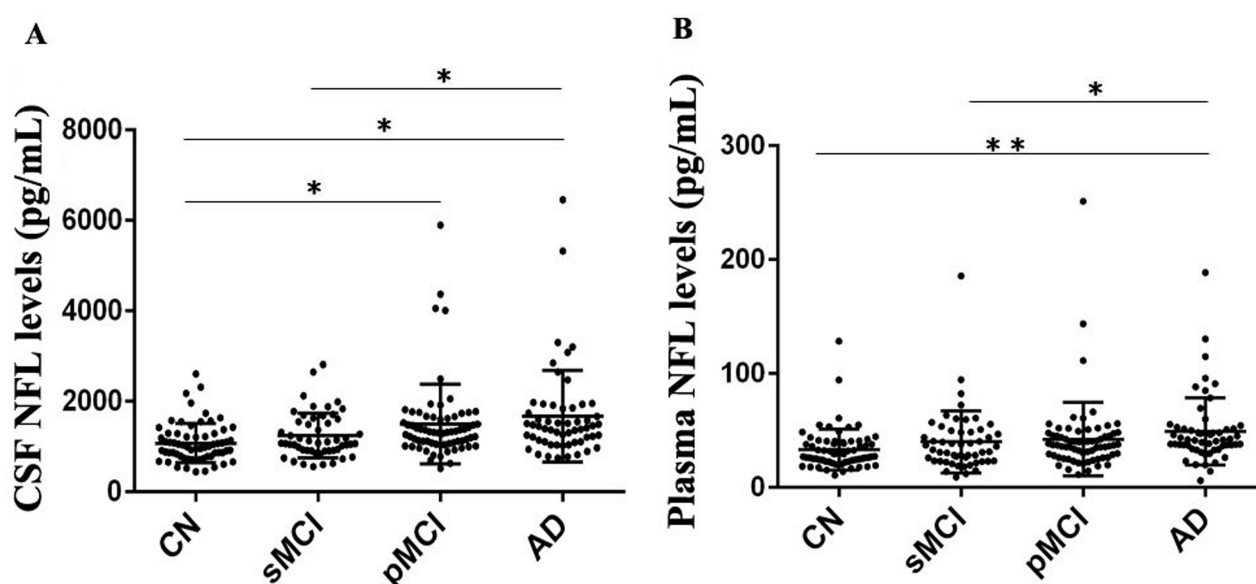 A
CSF NFL levels (pg/mL)
8000
6000
4000
2000
0
*
*
*
CN
sMCI
pMCI
AD
B
Plasma NFL levels (pg/mL)
300
200
100
0
*
**
CN
sMCI
pMCI
AD